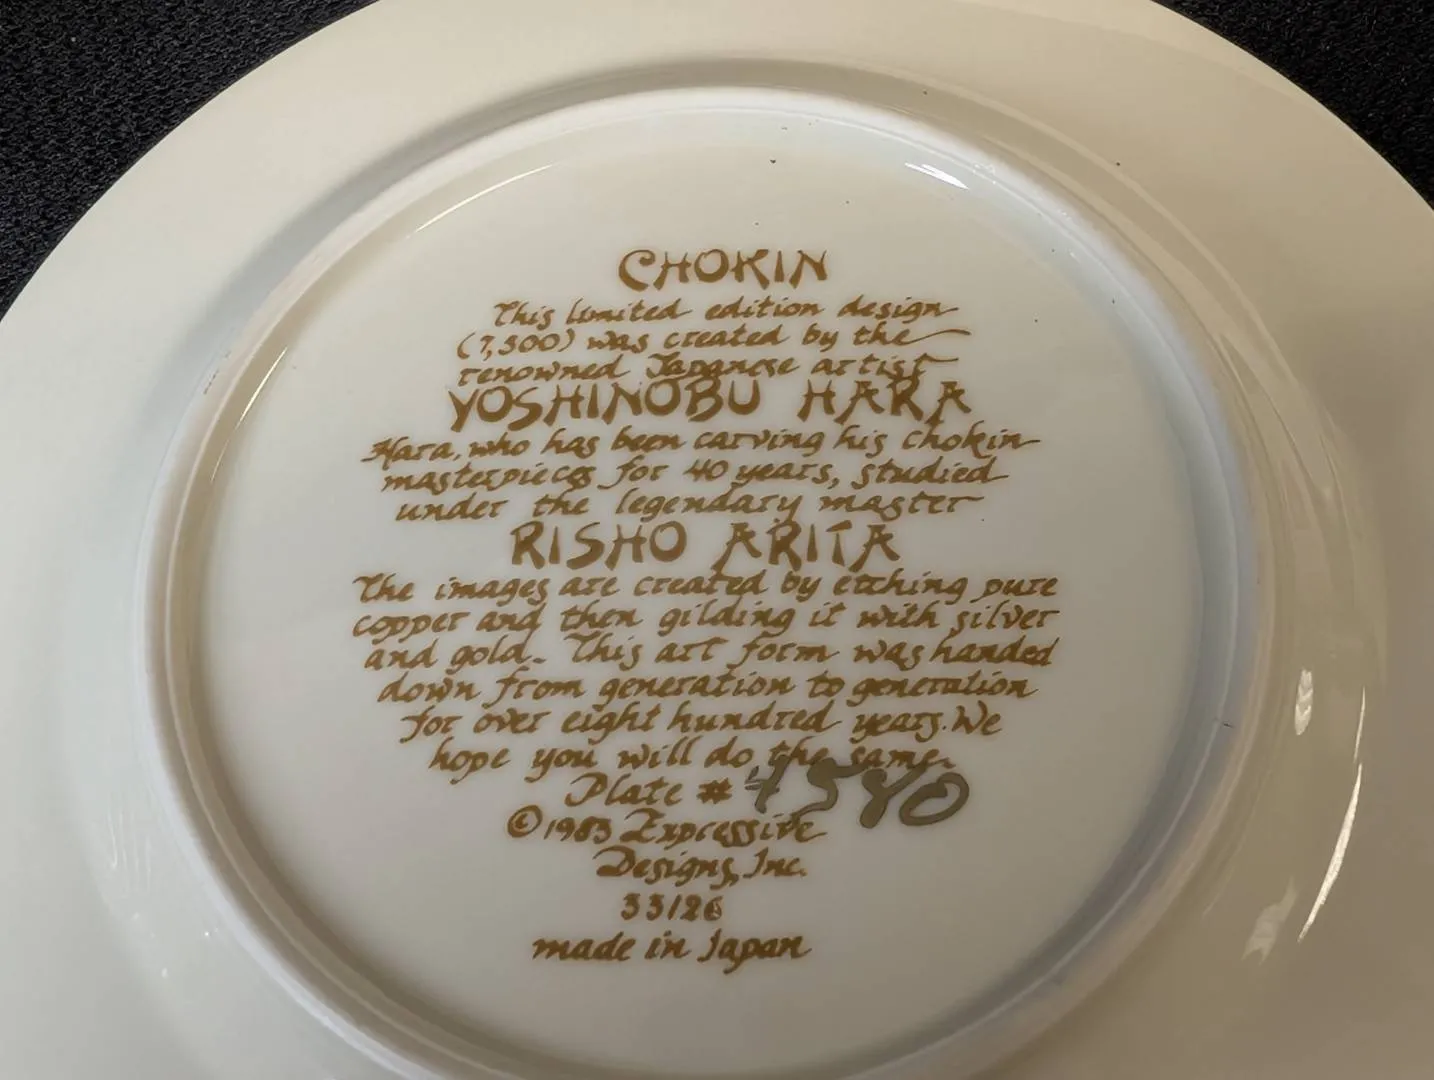 CHOKIN
This limited edition design
(7,500) was created by the
renowned Japanese artist
YOSHINOBU HARA
Hara, who has been carving his chokin
masterpieces for 40 years, studied
under the legendary master
RISHO ARITA
The images are created by etching pure
copper and then gilding it with silver
and gold. This art form was handed
down from generation to generation
for over eight hundred years. We
hope you will do the same.
Plate # 4580
©1983 Expressive
Designs, Inc.
33126
made in Japan